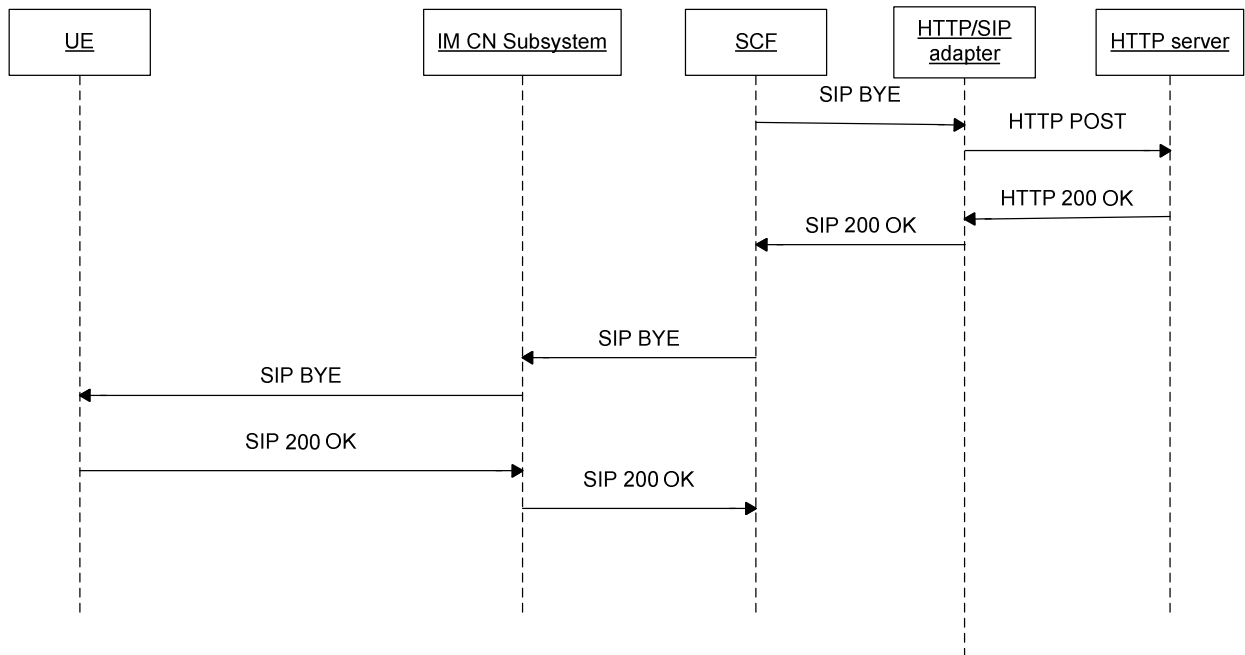 UE
IM CN Subsystem
SCF
HTTP/SIP
adapter
HTTP server
SIP BYE
HTTP POST
HTTP 200 OK
SIP 200 OK
SIP BYE
SIP BYE
SIP 200 OK
SIP 200 OK